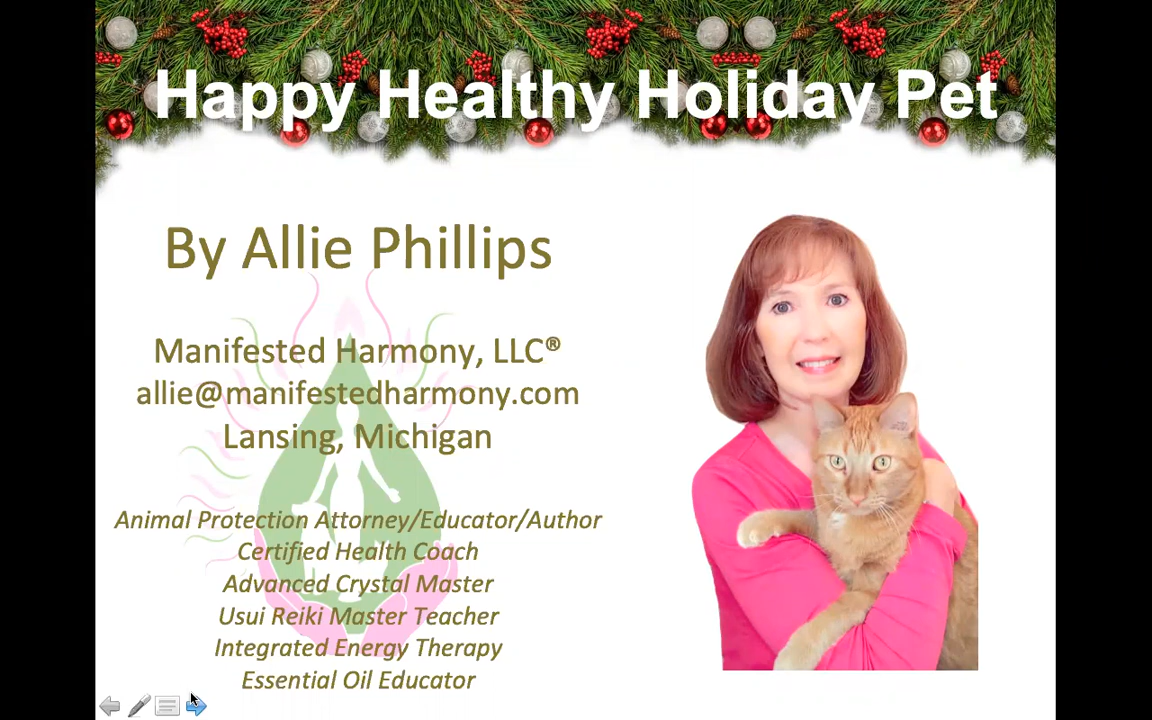 Happy Healthy Holiday Pet
By Allie Phillips
Manifested Harmony, LLC®
allie@manifestedharmony.com
Lansing, Michigan
Animal Protection Attorney/Educator/Author
Certified Health Coach
Advanced Crystal Master
Usui Reiki Master Teacher
Integrated Energy Therapy
Essential Oil Educator